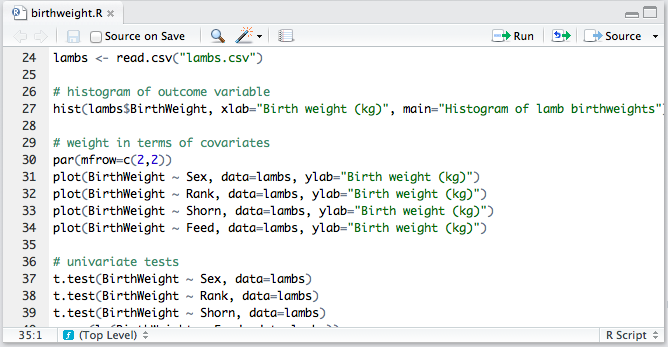 birthweight.R
Source on Save Run Source
24 lambs <- read.csv("lambs.csv")
25
26 # histogram of outcome variable
27 hist(lambs$BirthWeight, xlab="Birth weight (kg)", main="Histogram of lamb birthweights")
28
29 # weight in terms of covariates
30 par(mfrow=c(2,2))
31 plot(BirthWeight ~ Sex, data=lambs, ylab="Birth weight (kg)")
32 plot(BirthWeight ~ Rank, data=lambs, ylab="Birth weight (kg)")
33 plot(BirthWeight ~ Shorn, data=lambs, ylab="Birth weight (kg)")
34 plot(BirthWeight ~ Feed, data=lambs, ylab="Birth weight (kg)")
35
36 # univariate tests
37 t.test(BirthWeight ~ Sex, data=lambs)
38 t.test(BirthWeight ~ Rank, data=lambs)
39 t.test(BirthWeight ~ Shorn, data=lambs)
35:1 (Top Level) R Script